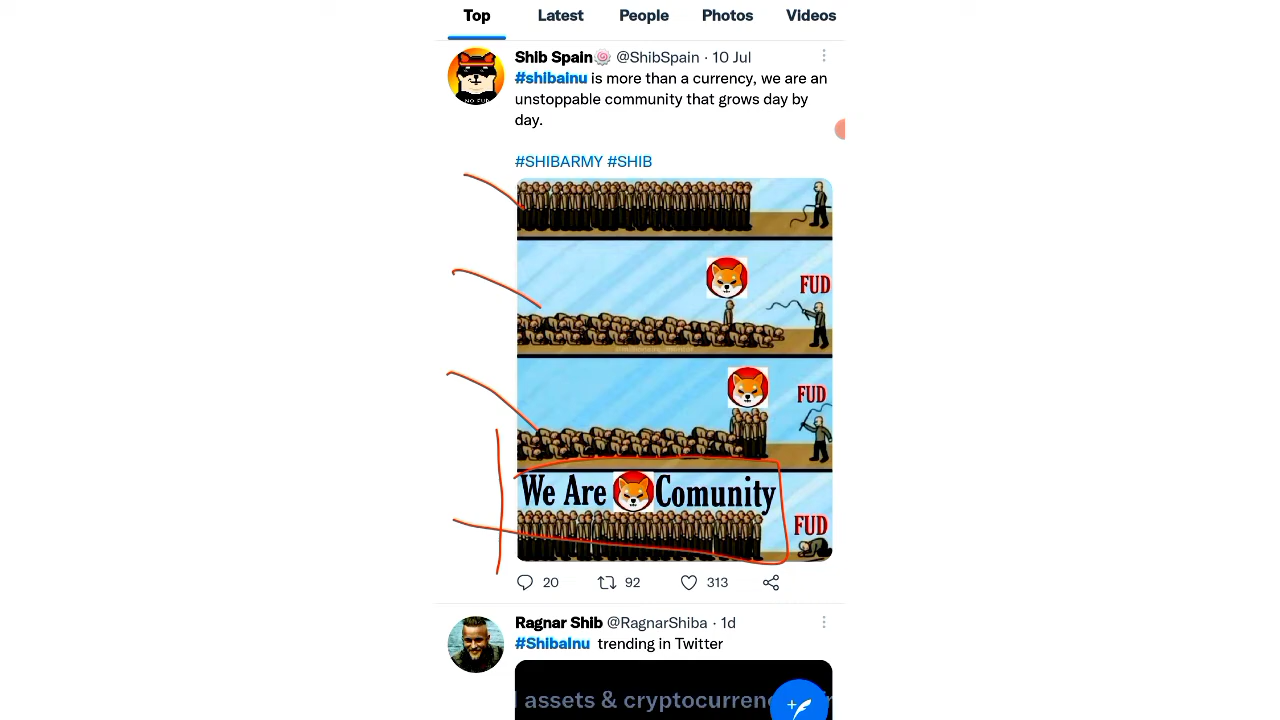 Top Latest People Photos Videos
Shib Spain🍥 @ShibSpain · 10 Jul
#shibaInu is more than a currency, we are an
unstoppable community that grows day by
day.
#SHIBARMY #SHIB
FUD
FUD
We Are Comunity
FUD
20 92 313
Ragnar Shib @RagnarShiba · 1d
#ShibaInu trending in Twitter
assets &
NO FUD